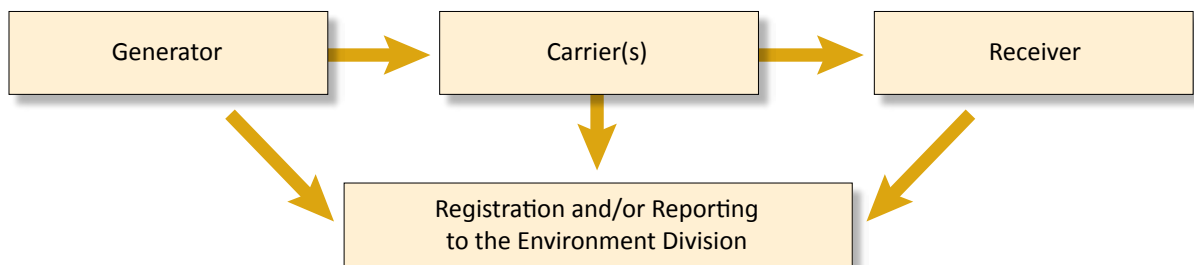 Generator
Carrier(s)
Receiver
Registration and/or Reporting
to the Environment Division